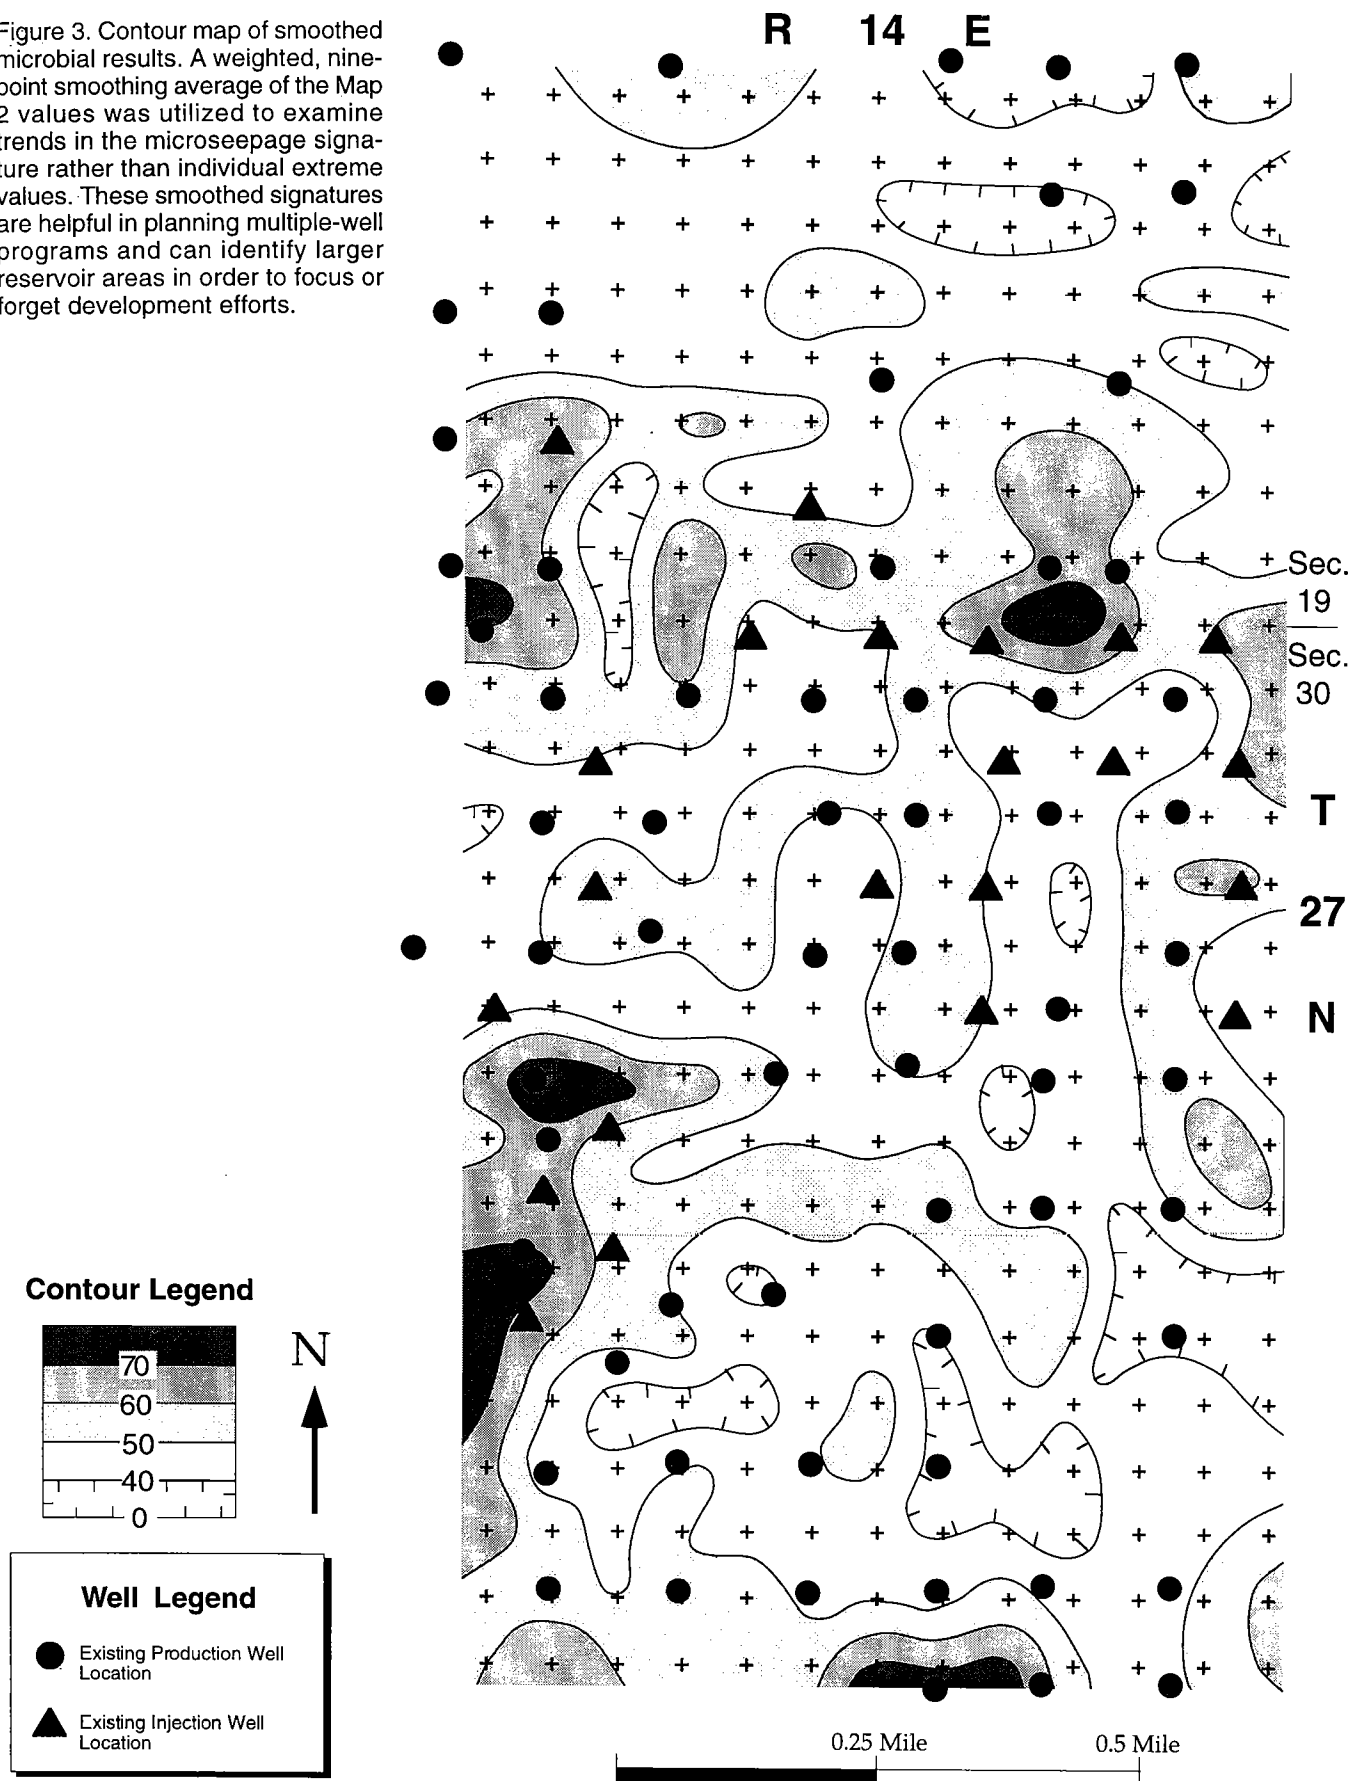 Figure 3. Contour map of smoothed
microbial results. A weighted, nine-
point smoothing average of the Map
2 values was utilized to examine
trends in the microseepage signa-
ture rather than individual extreme
values. These smoothed signatures
are helpful in planning multiple-well
programs and can identify larger
reservoir areas in order to focus or
forget development efforts.
R 14 E
Sec.
19
Sec.
30
T
27
N
Contour Legend
70
60
50
40
0
N
Well Legend
Existing Production Well
Location
Existing Injection Well
Location
0.25 Mile 0.5 Mile